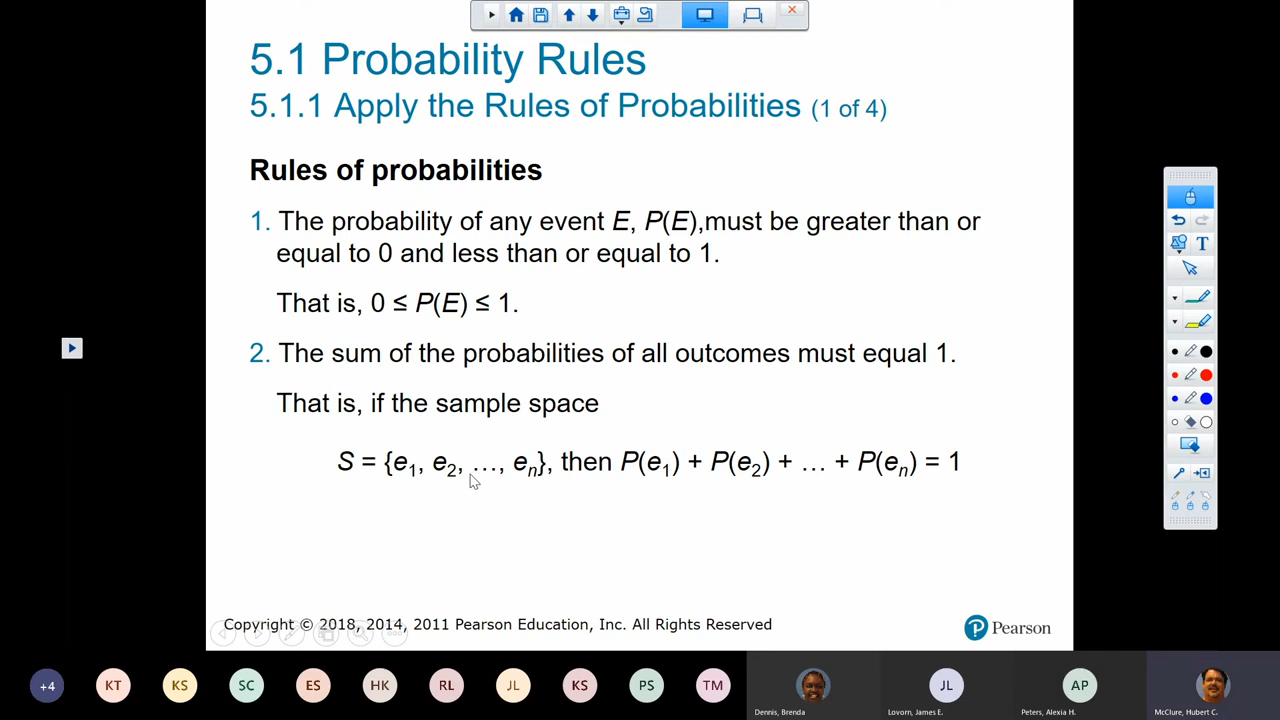 5.1 Probability Rules
5.1.1 Apply the Rules of Probabilities (1 of 4)
Rules of probabilities
1. The probability of any event E, P(E),must be greater than or
equal to 0 and less than or equal to 1.
That is, 0 ≤ P(E) ≤ 1.
2. The sum of the probabilities of all outcomes must equal 1.
That is, if the sample space
S = {e₁, e₂, …, eₙ}, then P(e₁) + P(e₂) + … + P(eₙ) = 1
Copyright © 2018, 2014, 2011 Pearson Education, Inc. All Rights Reserved
Pearson
T
+4 KT KS SC ES HK RL JL KS PS TM JL AP
Dennis, Brenda Lovorn, James E. Peters, Alexia H. McClure, Hubert C.